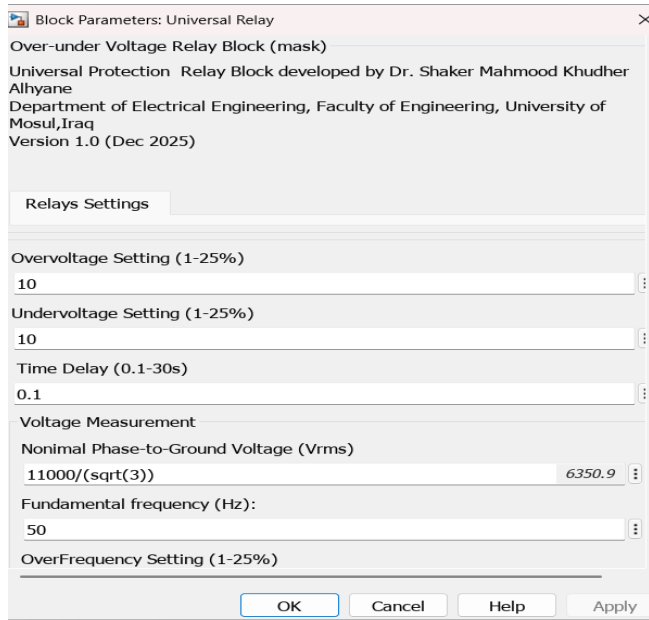 Block Parameters: Universal Relay
Over-under Voltage Relay Block (mask)
Universal Protection  Relay Block developed by Dr. Shaker Mahmood Khudher
Alhyane
Department of Electrical Engineering, Faculty of Engineering, University of
Mosul,Iraq
Version 1.0 (Dec 2025)
Relays Settings
Overvoltage Setting (1-25%)
10
Undervoltage Setting (1-25%)
10
Time Delay (0.1-30s)
0.1
Voltage Measurement
Nonimal Phase-to-Ground Voltage (Vrms)
11000/(sqrt(3)) 6350.9
Fundamental frequency (Hz):
50
OverFrequency Setting (1-25%)
OK Cancel Help Apply